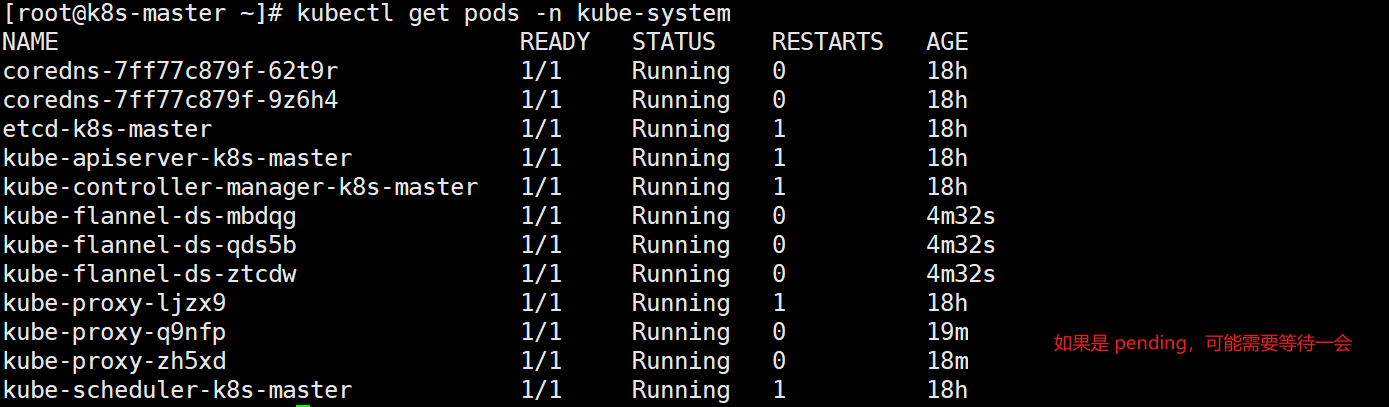 [root@k8s-master ~]# kubectl get pods -n kube-system
NAME READY STATUS RESTARTS AGE
coredns-7ff77c879f-62t9r 1/1 Running 0 18h
coredns-7ff77c879f-9z6h4 1/1 Running 0 18h
etcd-k8s-master 1/1 Running 1 18h
kube-apiserver-k8s-master 1/1 Running 1 18h
kube-controller-manager-k8s-master 1/1 Running 1 18h
kube-flannel-ds-mbdqg 1/1 Running 0 4m32s
kube-flannel-ds-qds5b 1/1 Running 0 4m32s
kube-flannel-ds-ztcdw 1/1 Running 0 4m32s
kube-proxy-ljzx9 1/1 Running 1 18h
kube-proxy-q9nfp 1/1 Running 0 19m
如果是 pending，可能需要等待一会
kube-proxy-zh5xd 1/1 Running 0 18m
kube-scheduler-k8s-master 1/1 Running 1 18h